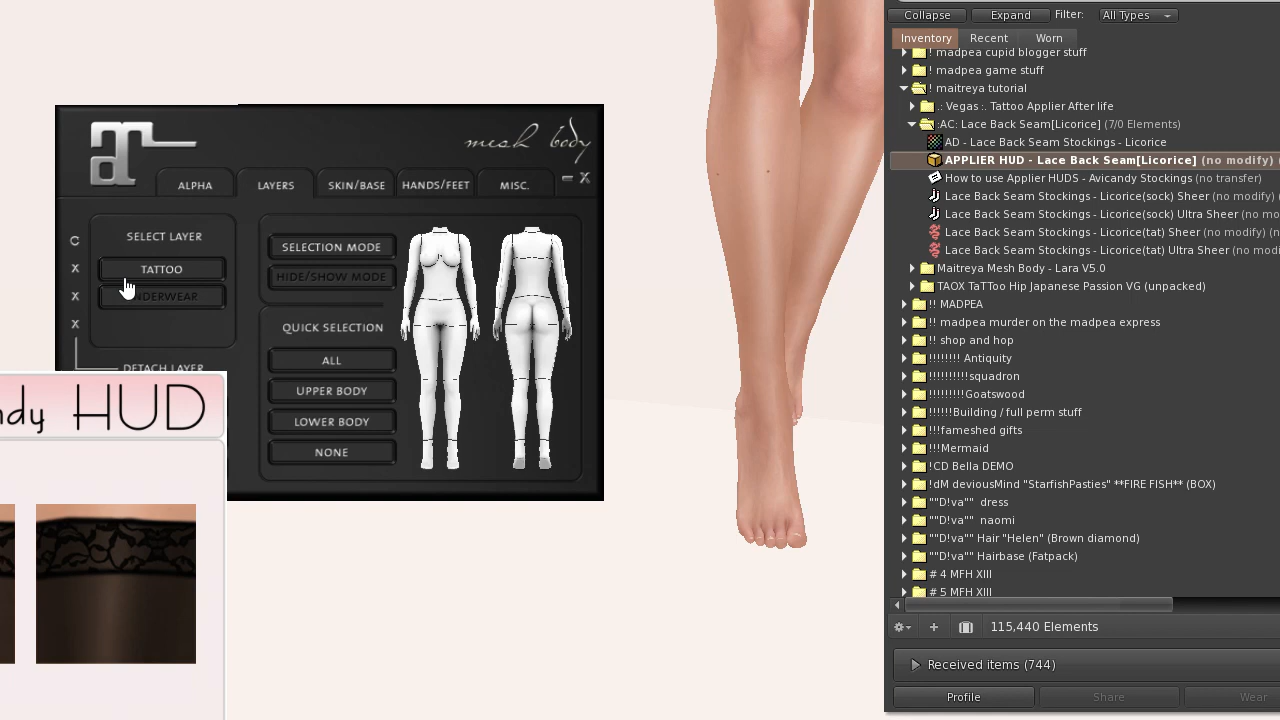 mesh body
ALPHA
LAYERS
SKIN/BASE
HANDS/FEET
MISC.
– X
C
X
X
X
SELECT LAYER
TATTOO
DETACH LAYER
SELECTION MODE
HIDE/SHOW MODE
QUICK SELECTION
ALL
UPPER BODY
LOWER BODY
NONE
HUD
Collapse
Expand
Filter:
All Types
Inventory
Recent
Worn
! madpea cupid blogger stuff
! madpea game stuff
! maitreya tutorial
.: Vegas :. Tattoo Applier After life
:AC: Lace Back Seam[Licorice] (7/0 Elements)
AD - Lace Back Seam Stockings - Licorice
APPLIER HUD - Lace Back Seam[Licorice] (no modify) (
How to use Applier HUDS - Avicandy Stockings (no transfer)
Lace Back Seam Stockings - Licorice(sock) Sheer (no modify) (
Lace Back Seam Stockings - Licorice(sock) Ultra Sheer (no mo
Lace Back Seam Stockings - Licorice(tat) Sheer (no modify) (n
Lace Back Seam Stockings - Licorice(tat) Ultra Sheer (no modi
Maitreya Mesh Body - Lara V5.0
TAOX TaTToo Hip Japanese Passion VG (unpacked)
!! MADPEA
!! madpea murder on the madpea express
!! shop and hop
!!!!!!!! Antiquity
!!!!!!!!!!squadron
!!!!!!!!!Goatswood
!!!!!!Building / full perm stuff
!!!fameshed gifts
!!!Mermaid
!CD Bella DEMO
!dM deviousMind "StarfishPasties" **FIRE FISH** (BOX)
""D!va"" dress
""D!va"" naomi
""D!va"" Hair "Helen" (Brown diamond)
""D!va"" Hairbase (Fatpack)
# 4 MFH XIII
# 5 MFH XIII
115,440 Elements
Received items (744)
Profile
Share
Wear